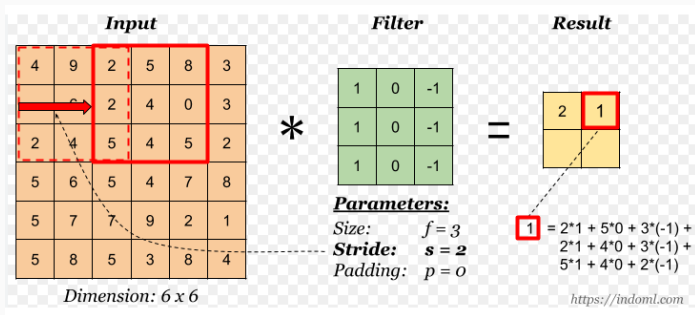 Input
Filter
Result
4 9 2 5 8 3
2 4 0 3
2 4 5 4 5 2
5 6 5 4 7 8
5 7 7 9 2 1
5 8 5 3 8 4
Dimension: 6 x 6
*
1 0 -1
1 0 -1
1 0 -1
Parameters:
Size: f = 3
Stride: s = 2
Padding: p = 0
=
2 1
1 = 2*1 + 5*0 + 3*(-1) +
2*1 + 4*0 + 3*(-1) +
5*1 + 4*0 + 2*(-1)
https://indoml.com